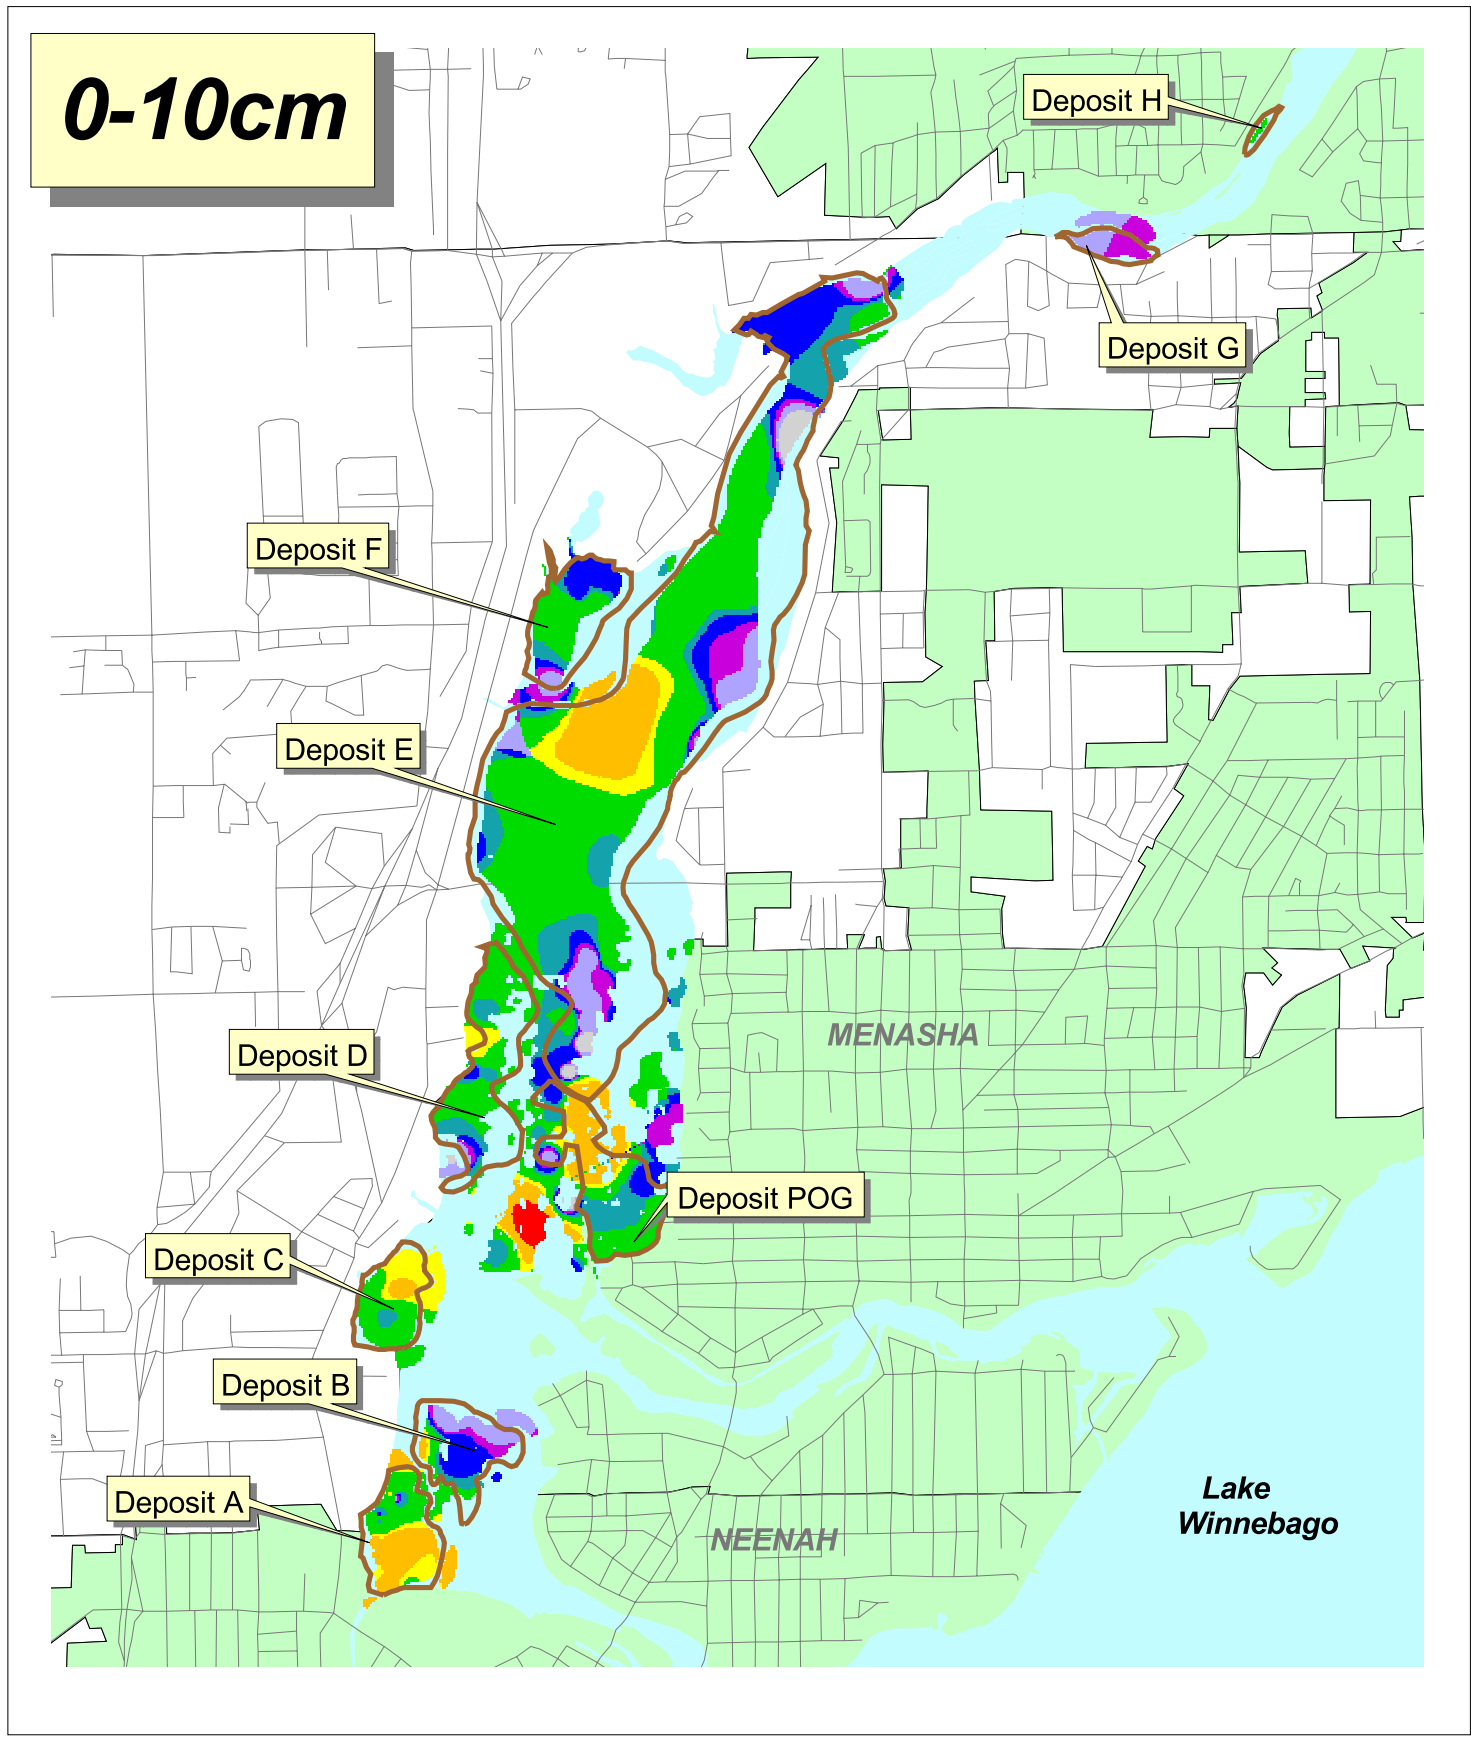 0-10cm
Deposit H
Deposit G
Deposit F
Deposit E
MENASHA
Deposit D
Deposit POG
Deposit C
Deposit B
Deposit A
Lake
Winnebago
NEENAH